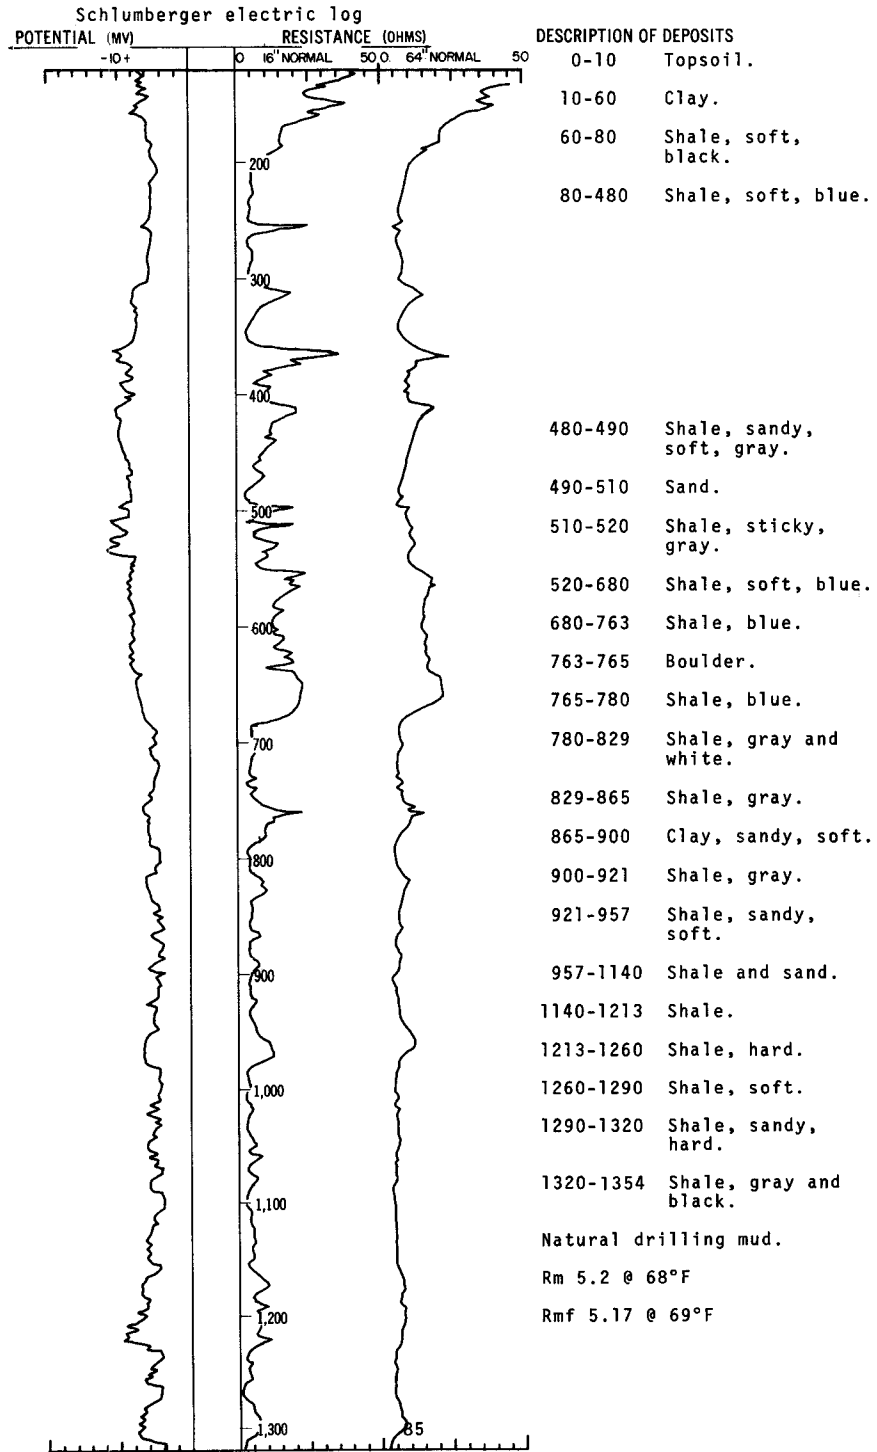 Schlumberger electric log
POTENTIAL (MV)
RESISTANCE (OHMS)
DESCRIPTION OF DEPOSITS
-10+
0 16" NORMAL 50 0. 64" NORMAL 50
0-10 Topsoil.
10-60 Clay.
60-80 Shale, soft,
black.
200
80-480 Shale, soft, blue.
300
400
480-490 Shale, sandy,
soft, gray.
490-510 Sand.
500
510-520 Shale, sticky,
gray.
520-680 Shale, soft, blue.
600
680-763 Shale, blue.
763-765 Boulder.
765-780 Shale, blue.
700
780-829 Shale, gray and
white.
829-865 Shale, gray.
865-900 Clay, sandy, soft.
800
900-921 Shale, gray.
921-957 Shale, sandy,
soft.
900
957-1140 Shale and sand.
1140-1213 Shale.
1213-1260 Shale, hard.
1,000
1260-1290 Shale, soft.
1290-1320 Shale, sandy,
hard.
1320-1354 Shale, gray and
black.
1,100
Natural drilling mud.
Rm 5.2 @ 68°F
Rmf 5.17 @ 69°F
1,200
1,300
85